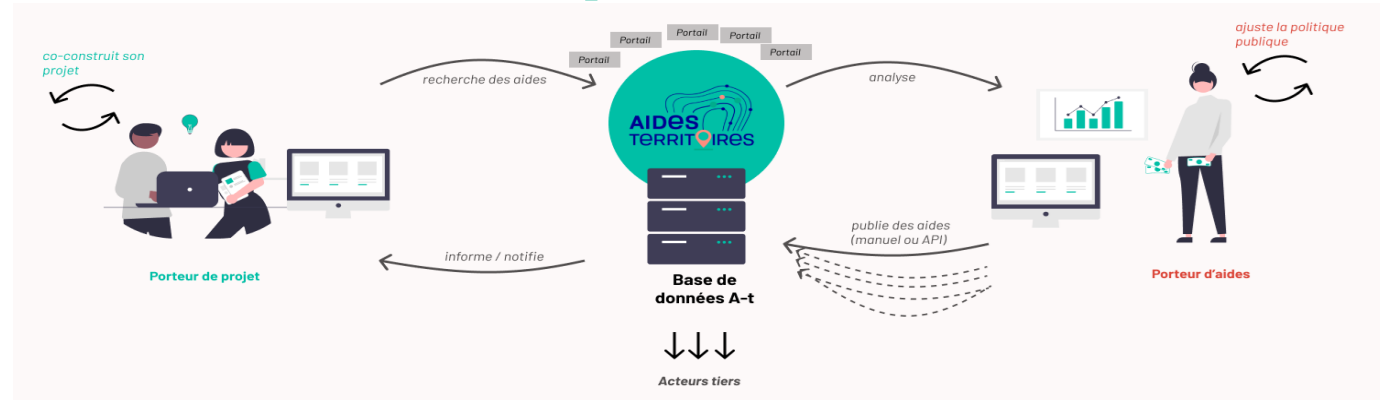 co-construit son
projet
recherche des aides
Portail
Portail
Portail
Portail
Portail
AIDES
TERRITOIRES
analyse
ajuste la politique
publique
informe / notifie
publie des aides
(manuel ou API)
Porteur de projet
Base de
données A-t
Porteur d'aides
Acteurs tiers